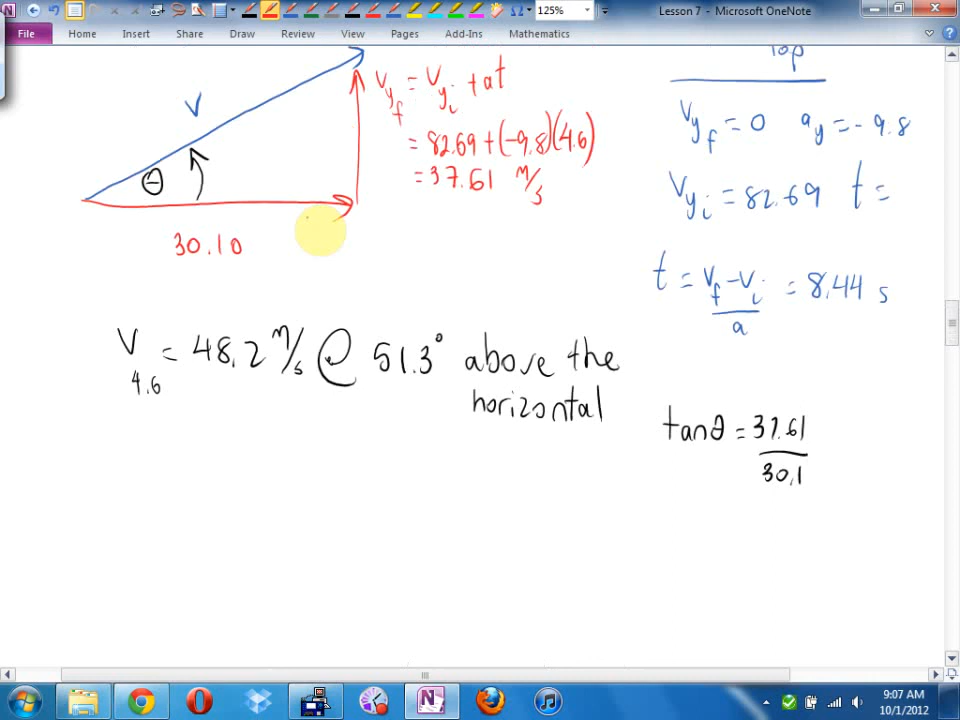 125%
Lesson 7 - Microsoft OneNote
File Home Insert Share Draw Review View Pages Add-Ins Mathematics
V
θ
30.10
Vyf = Vyi + at
= 82.69 + (-9.8)(4.6)
= 37.61 m/s
Top
Vyf = 0 ay = -9.8
Vyi = 82.69 t =
t = Vf - Vi / a = 8.44 s
V4.6 = 48.2 m/s @ 51.3° above the
horizontal
tanθ = 37.61 / 30.1
9:07 AM
10/1/2012